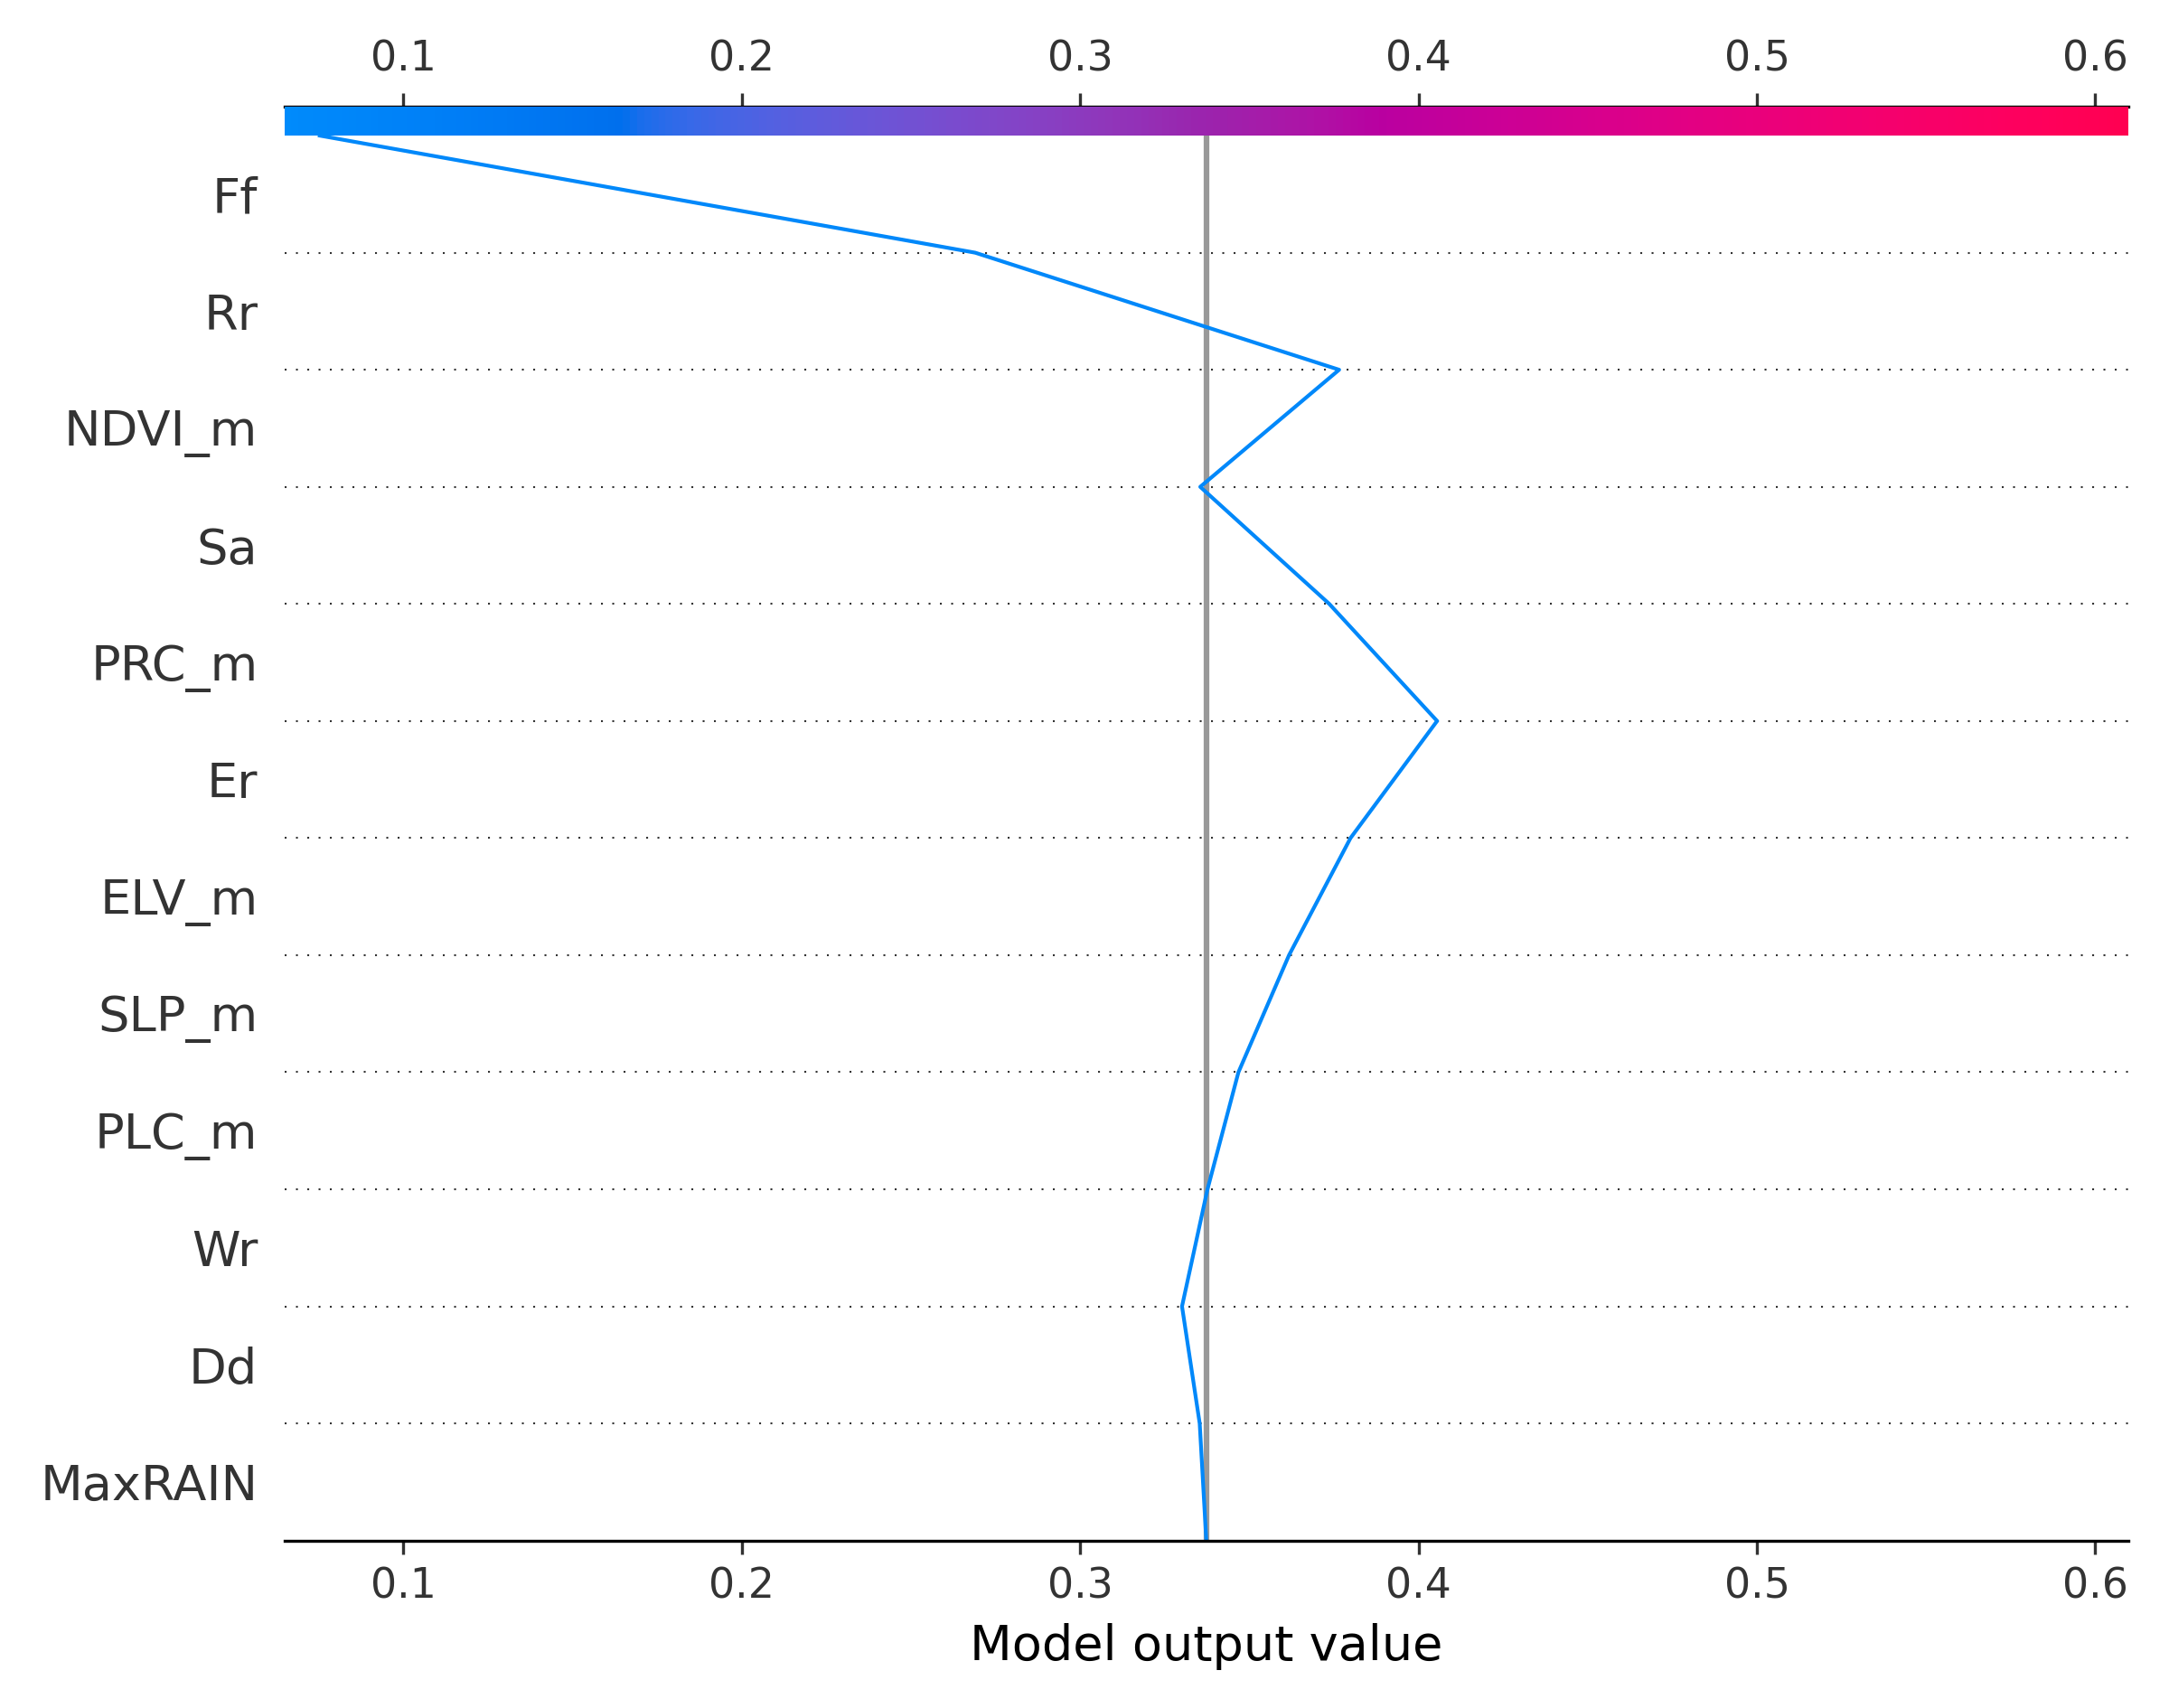 0.1 0.2 0.3 0.4 0.5 0.6
Ff
Rr
NDVI_m
Sa
PRC_m
Er
ELV_m
SLP_m
PLC_m
Wr
Dd
MaxRAIN
0.1 0.2 0.3 0.4 0.5 0.6
Model output value